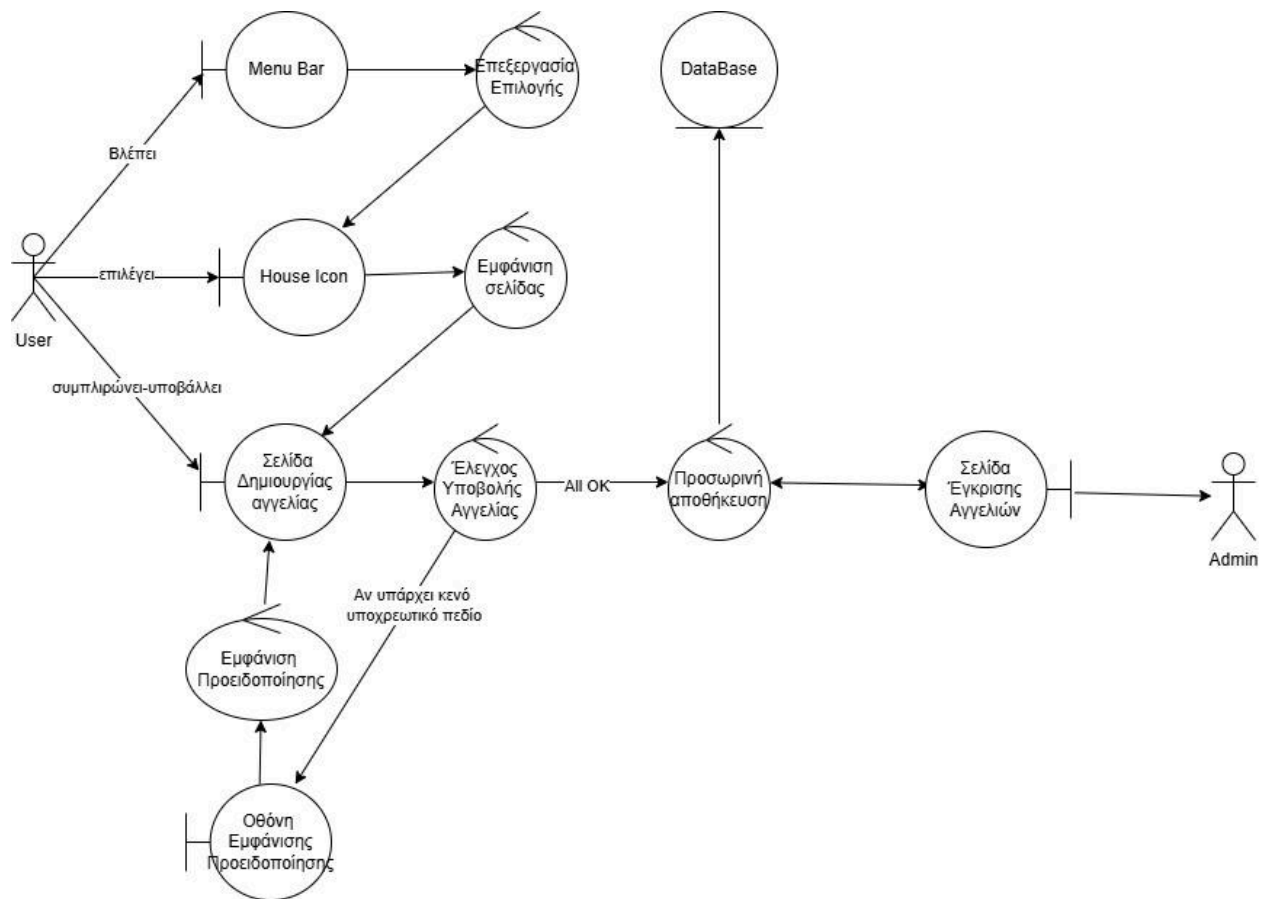 Menu Bar
Επεξεργασία
Επιλογής
DataBase
Βλέπει
επιλέγει
House Icon
Εμφάνιση
σελίδας
User
συμπλιρώνει-υποβάλλει
Σελίδα
Δημιουργίας
αγγελίας
Έλεγχος
Υποβολής
Αγγελίας
All OK
Προσωρινή
αποθήκευση
Σελίδα
Έγκρισης
Αγγελιών
Admin
Αν υπάρχει κενό
υποχρεωτικό πεδίο
Εμφάνιση
Προειδοποίησης
Οθόνη
Εμφάνισης
Προειδοποίησης